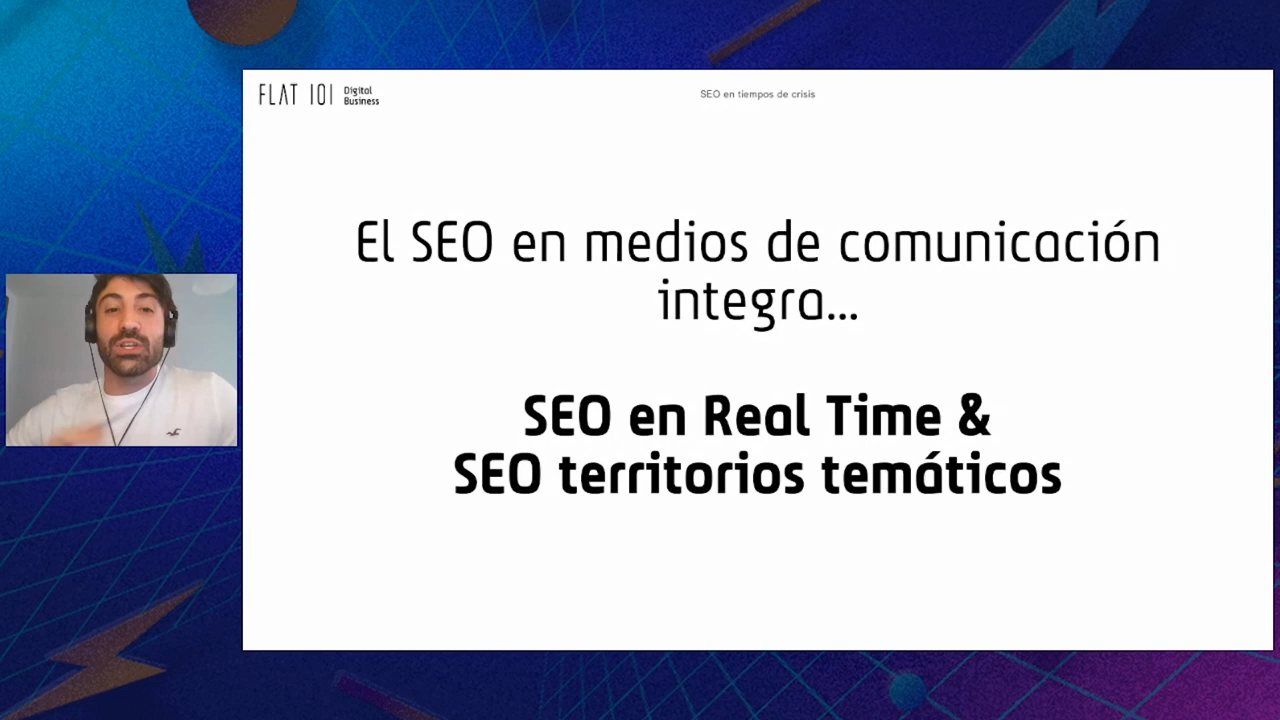 FLAT 101
Digital
Business
SEO en tiempos de crisis
El SEO en medios de comunicación
integra...
SEO en Real Time &
SEO territorios temáticos